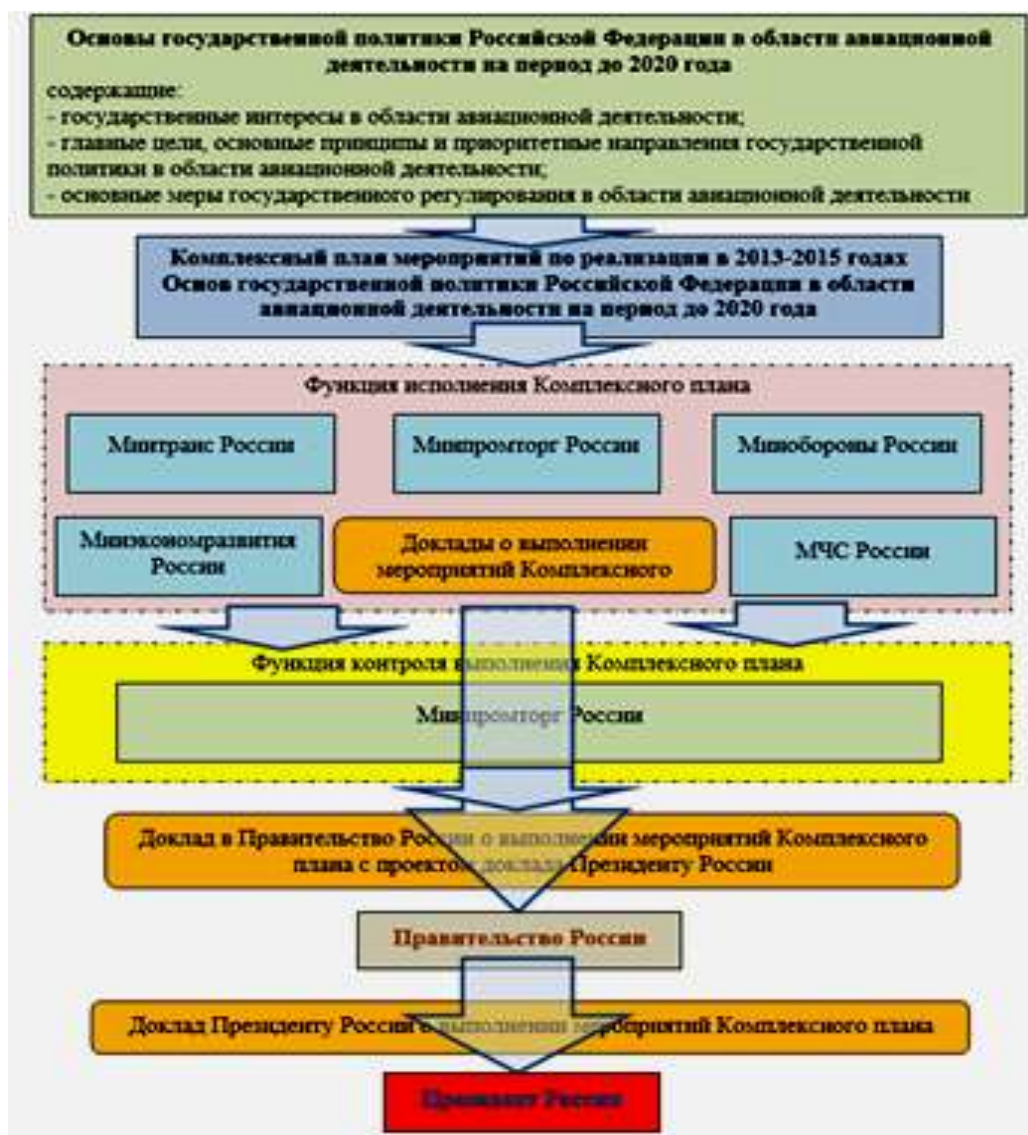 Основы государственной политики Российской Федерации в области авиационной
деятельности на период до 2020 года
содержащие:
- государственные интересы в области авиационной деятельности;
- главные цели, основные принципы и приоритетные направления государственной
политики в области авиационной деятельности;
- основные меры государственного регулирования в области авиационной деятельности
Комплексный план мероприятий по реализации в 2013-2015 годах
Основ государственной политики Российской Федерации в области
авиационной деятельности на период до 2020 года
Функция исполнения Комплексного плана
Минтранс России
Минпромторг России
Минобороны России
Минэкономразвития
России
Доклады о выполнении
мероприятий Комплексного
МЧС России
Функция контроля выполнения Комплексного плана
Минпромторг России
Доклад в Правительство России о выполнении мероприятий Комплексного
плана с проектом доклада Президенту России
Правительство России
Доклад Президенту России о выполнении мероприятий Комплексного плана
Президент России